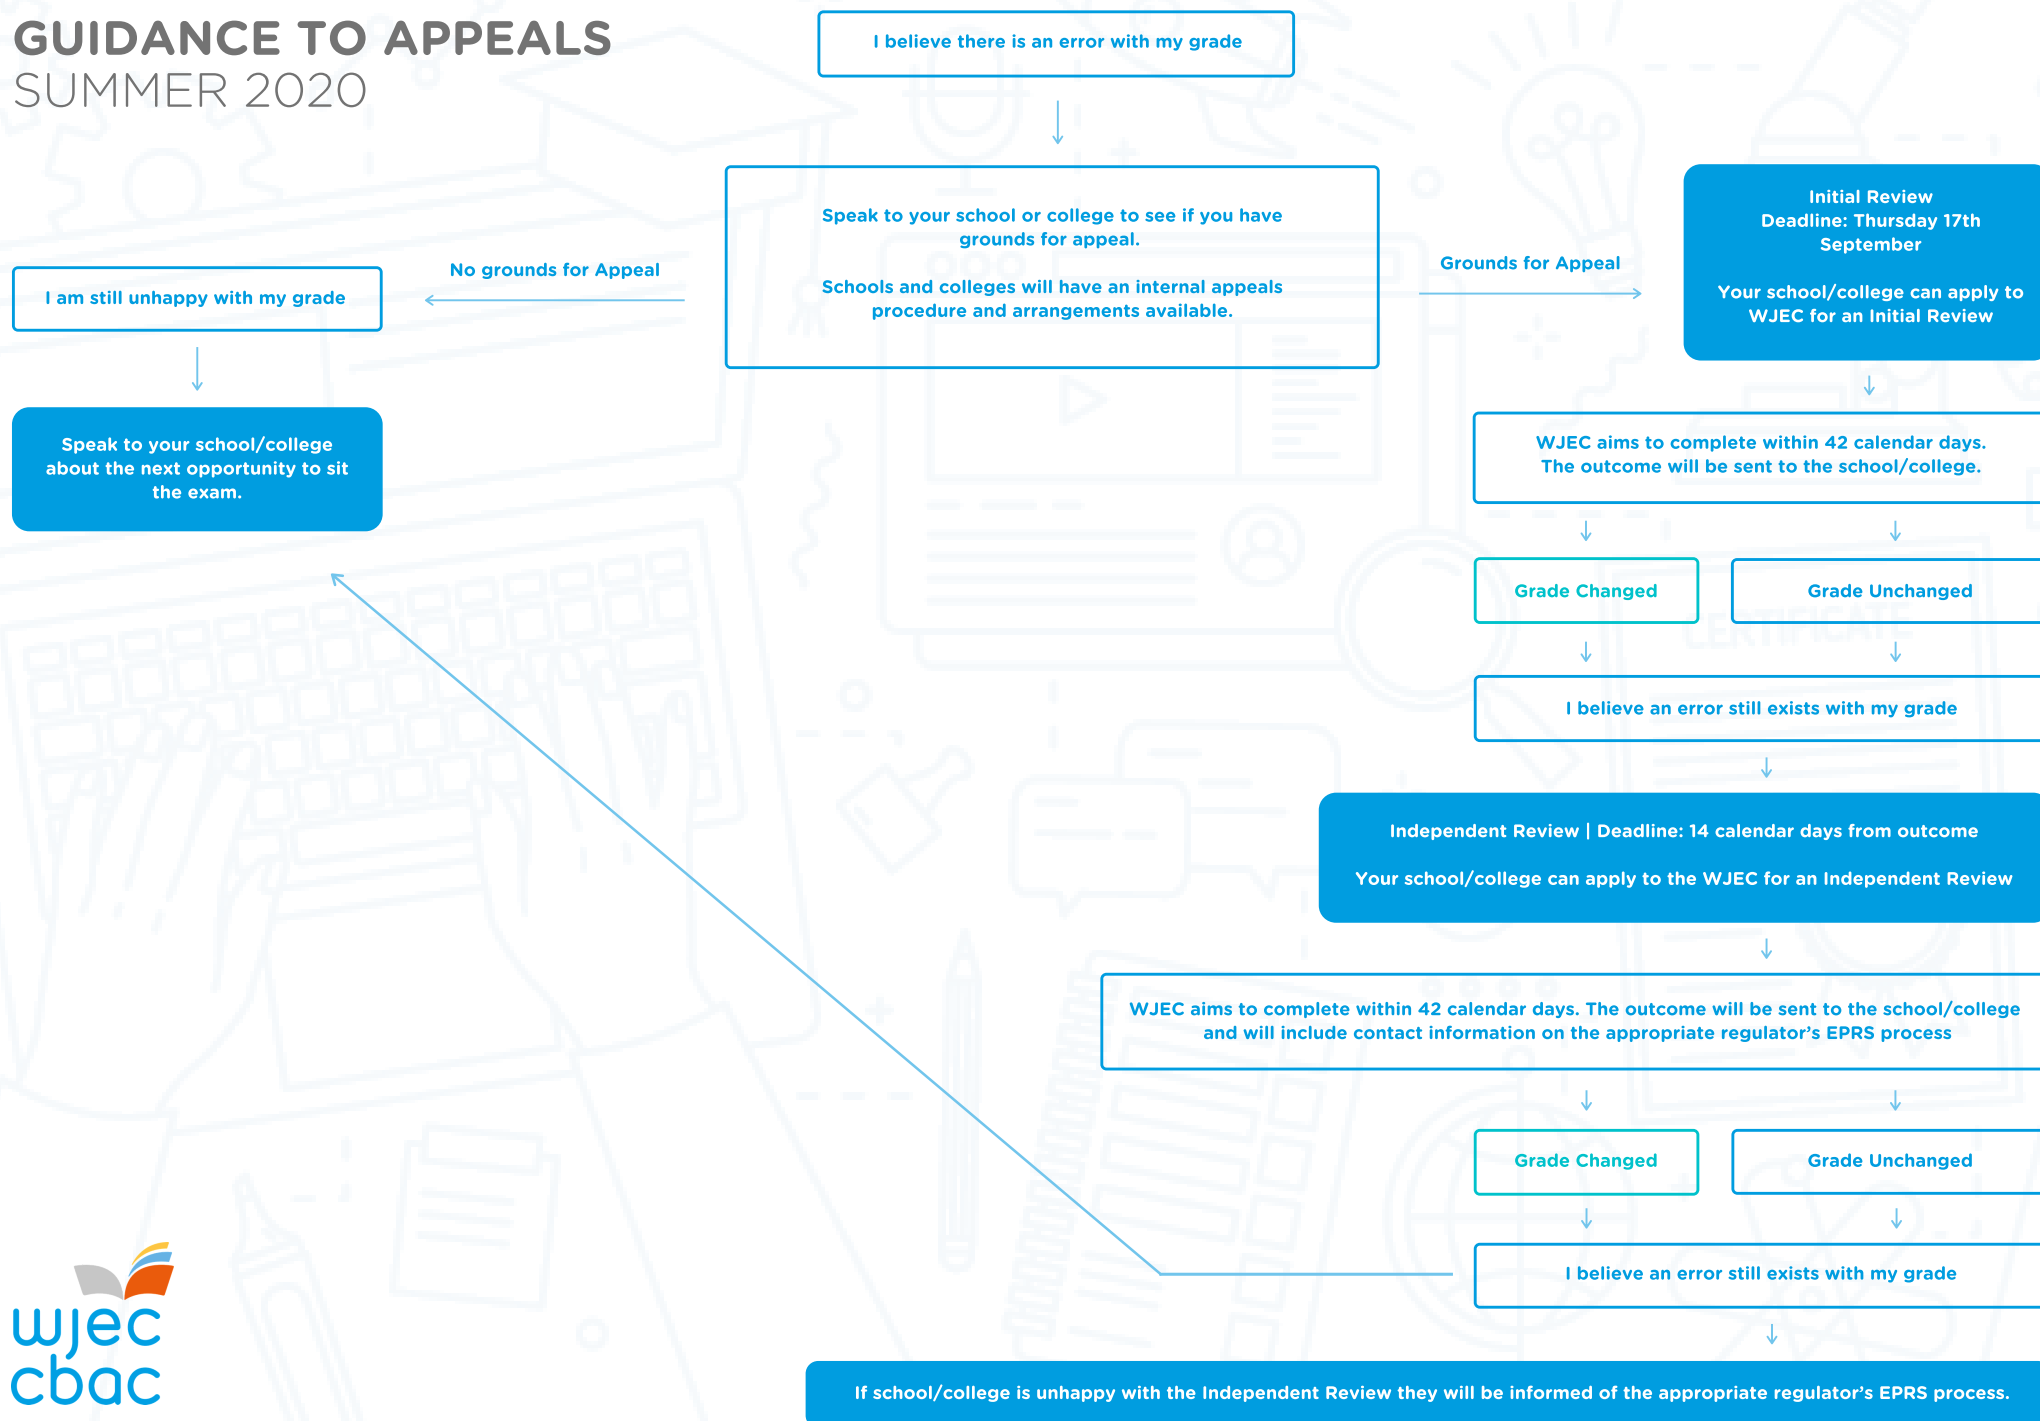 GUIDANCE TO APPEALS
SUMMER 2020
I believe there is an error with my grade
Speak to your school or college to see if you have
grounds for appeal.
Schools and colleges will have an internal appeals
procedure and arrangements available.
No grounds for Appeal
I am still unhappy with my grade
Speak to your school/college
about the next opportunity to sit
the exam.
Grounds for Appeal
Initial Review
Deadline: Thursday 17th
September
Your school/college can apply to
WJEC for an Initial Review
WJEC aims to complete within 42 calendar days.
The outcome will be sent to the school/college.
Grade Changed
Grade Unchanged
CERTIFICATE
I believe an error still exists with my grade
Independent Review | Deadline: 14 calendar days from outcome
Your school/college can apply to the WJEC for an Independent Review
WJEC aims to complete within 42 calendar days. The outcome will be sent to the school/college
and will include contact information on the appropriate regulator’s EPRS process
Grade Changed
Grade Unchanged
I believe an error still exists with my grade
If school/college is unhappy with the Independent Review they will be informed of the appropriate regulator’s EPRS process.
wjec
cbac